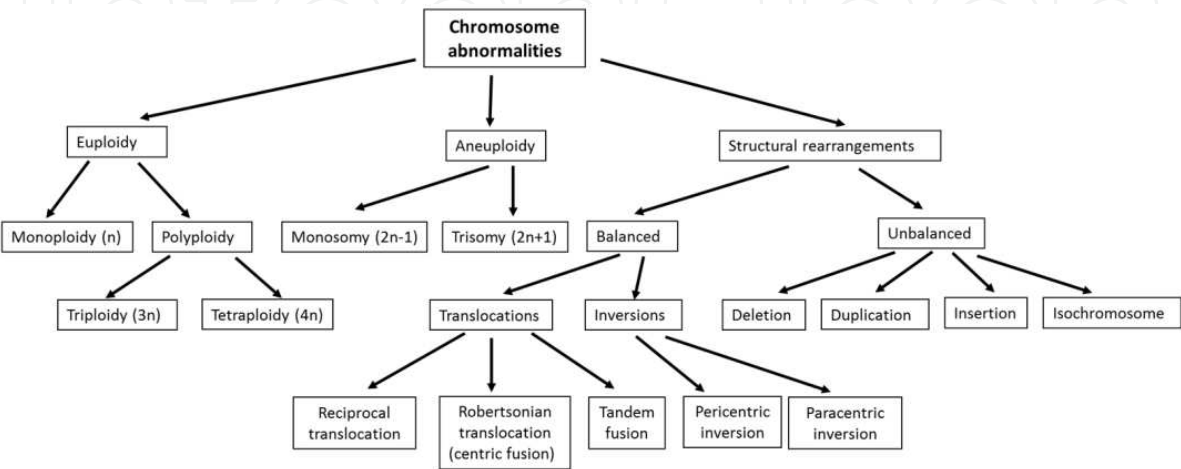 Chromosome
abnormalities
Euploidy
Aneuploidy
Structural rearrangements
Monoploidy (n)
Polyploidy
Monosomy (2n-1)
Trisomy (2n+1)
Balanced
Unbalanced
Triploidy (3n)
Tetraploidy (4n)
Translocations
Inversions
Deletion
Duplication
Insertion
Isochromosome
Reciprocal
translocation
Robertsonian
translocation
(centric fusion)
Tandem
fusion
Pericentric
inversion
Paracentric
inversion